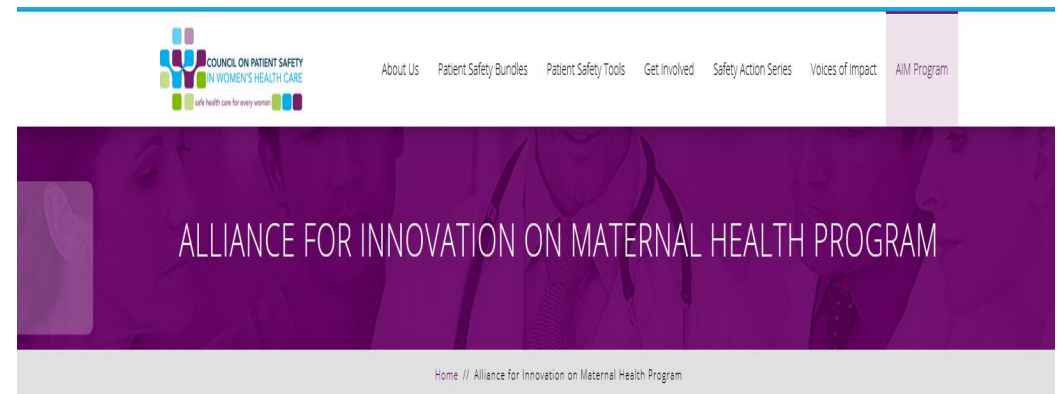 COUNCIL ON PATIENT SAFETY
IN WOMEN'S HEALTH CARE
safe health care for every woman
About Us Patient Safety Bundles Patient Safety Tools Get Involved Safety Action Series Voices of Impact AIM Program
ALLIANCE FOR INNOVATION ON MATERNAL HEALTH PROGRAM
Home // Alliance for Innovation on Maternal Health Program